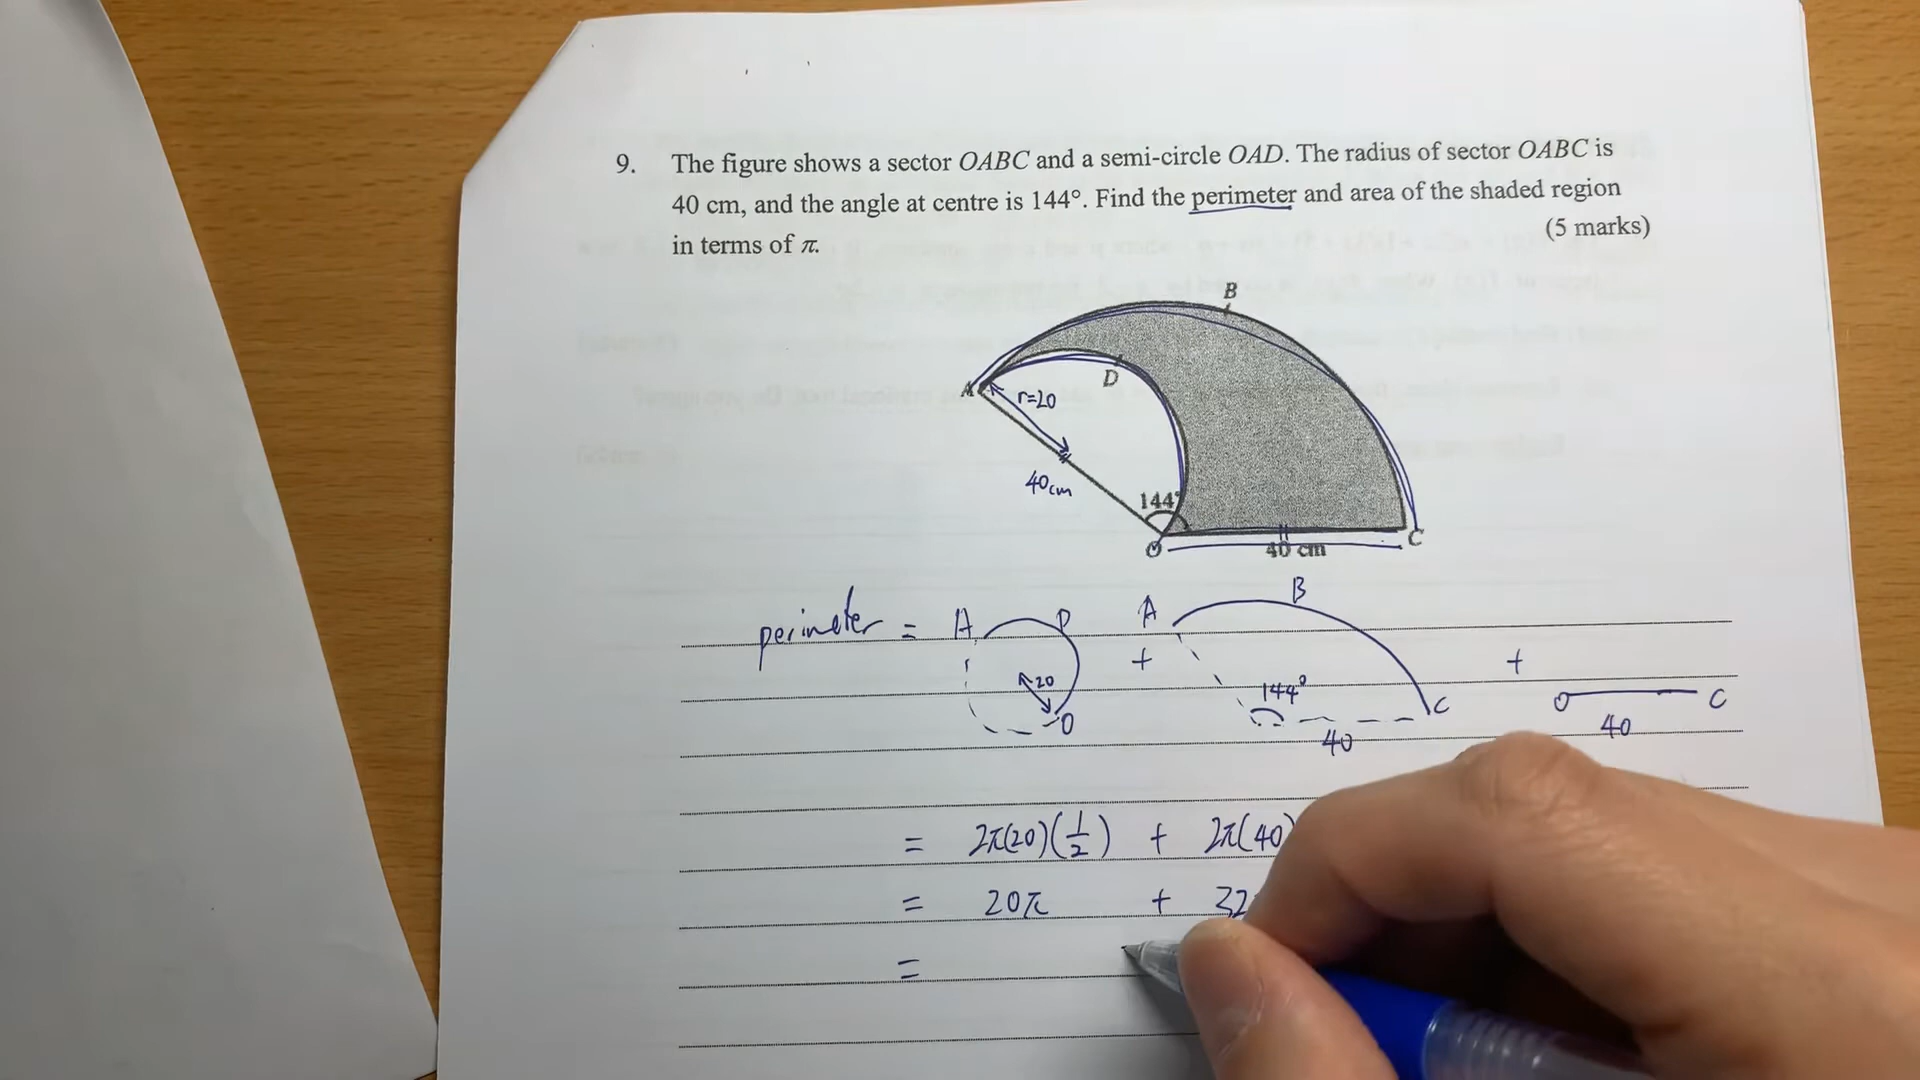 9. The figure shows a sector OABC and a semi-circle OAD. The radius of sector OABC is
40 cm, and the angle at centre is 144°. Find the perimeter and area of the shaded region
in terms of π.
(5 marks)
B
A
D
r=20
40cm
144°
O
40 cm
C
perimeter = A D O 20 + A B C 144° 40 + O C 40
= 2π(20)(1/2) + 2π(40)
= 20π + 32
=